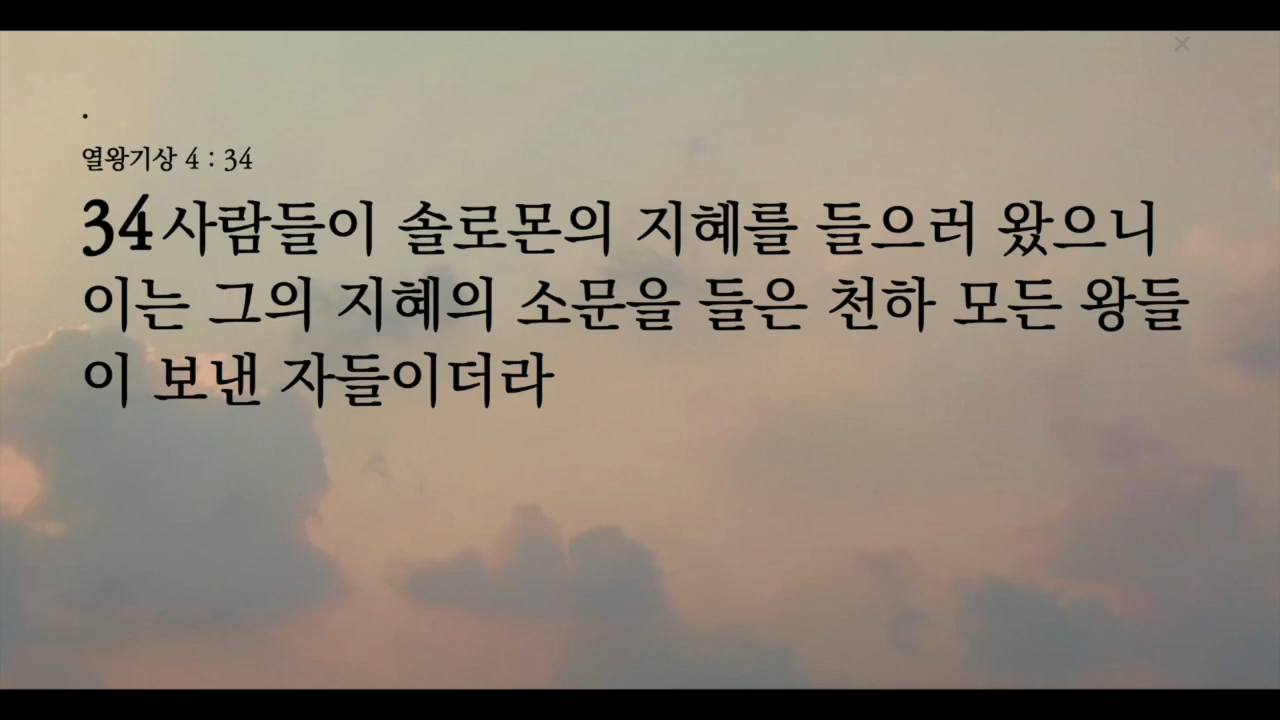 .
열왕기상 4 : 34
34 사람들이 솔로몬의 지혜를 들으러 왔으니
이는 그의 지혜의 소문을 들은 천하 모든 왕들
이 보낸 자들이더라